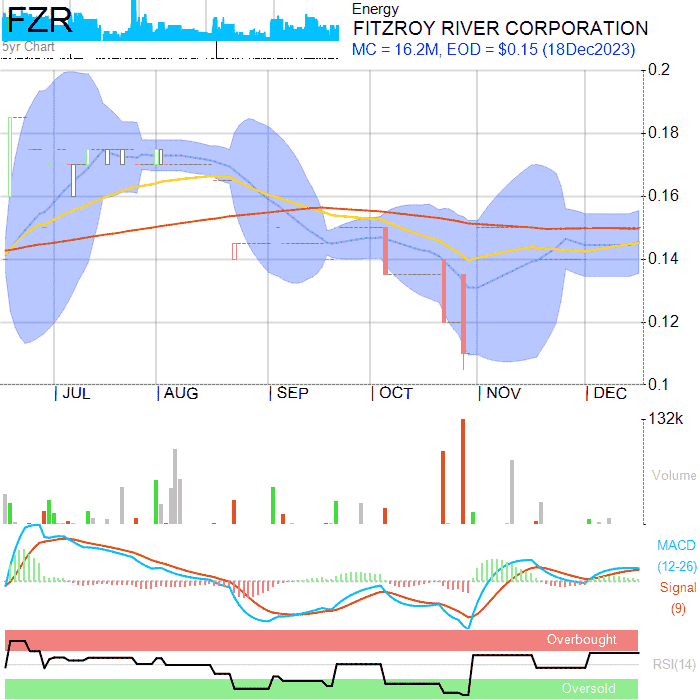 FZR
Energy
FITZROY RIVER CORPORATION
5yr Chart
MC = 16.2M, EOD = $0.15 (18Dec2023)
0.2
0.18
0.16
0.14
0.12
0.1
JUL AUG SEP OCT NOV DEC
132k
Volume
MACD
(12-26)
Signal
(9)
Overbought
RSI(14)
Oversold